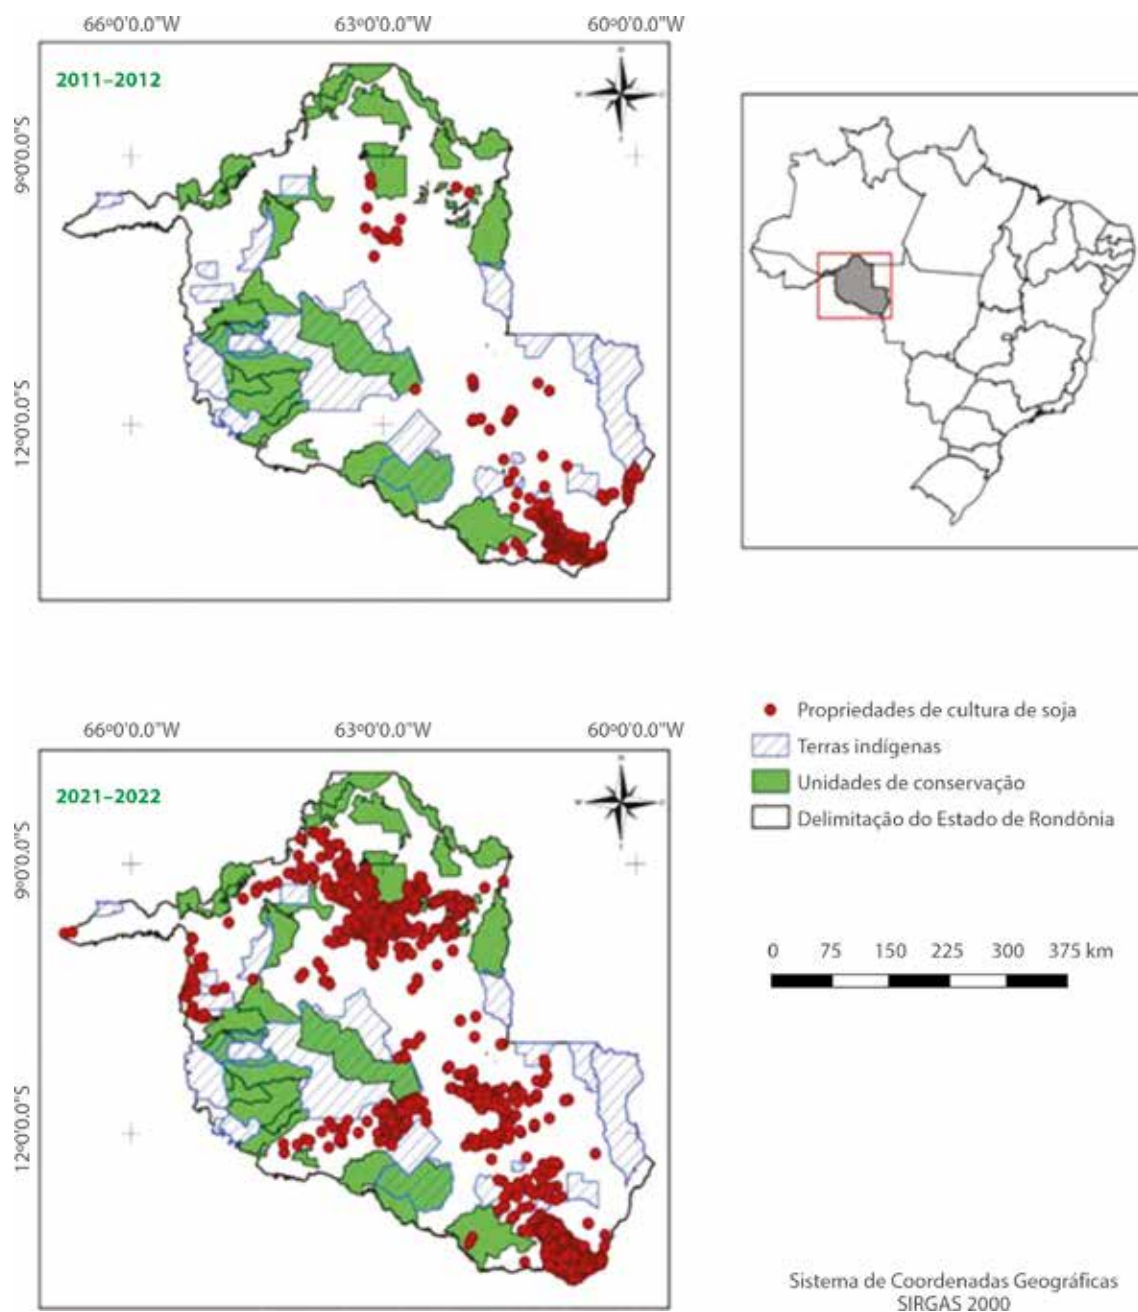 66º0'0.0"W 63º0'0.0"W 60º0'0.0"W
2011–2012
9º0'0.0"S
12º0'0.0"S
66º0'0.0"W 63º0'0.0"W 60º0'0.0"W
2021–2022
9º0'0.0"S
12º0'0.0"S
Propriedades de cultura de soja
Terras indígenas
Unidades de conservação
Delimitação do Estado de Rondônia
0 75 150 225 300 375 km
Sistema de Coordenadas Geográficas
SIRGAS 2000